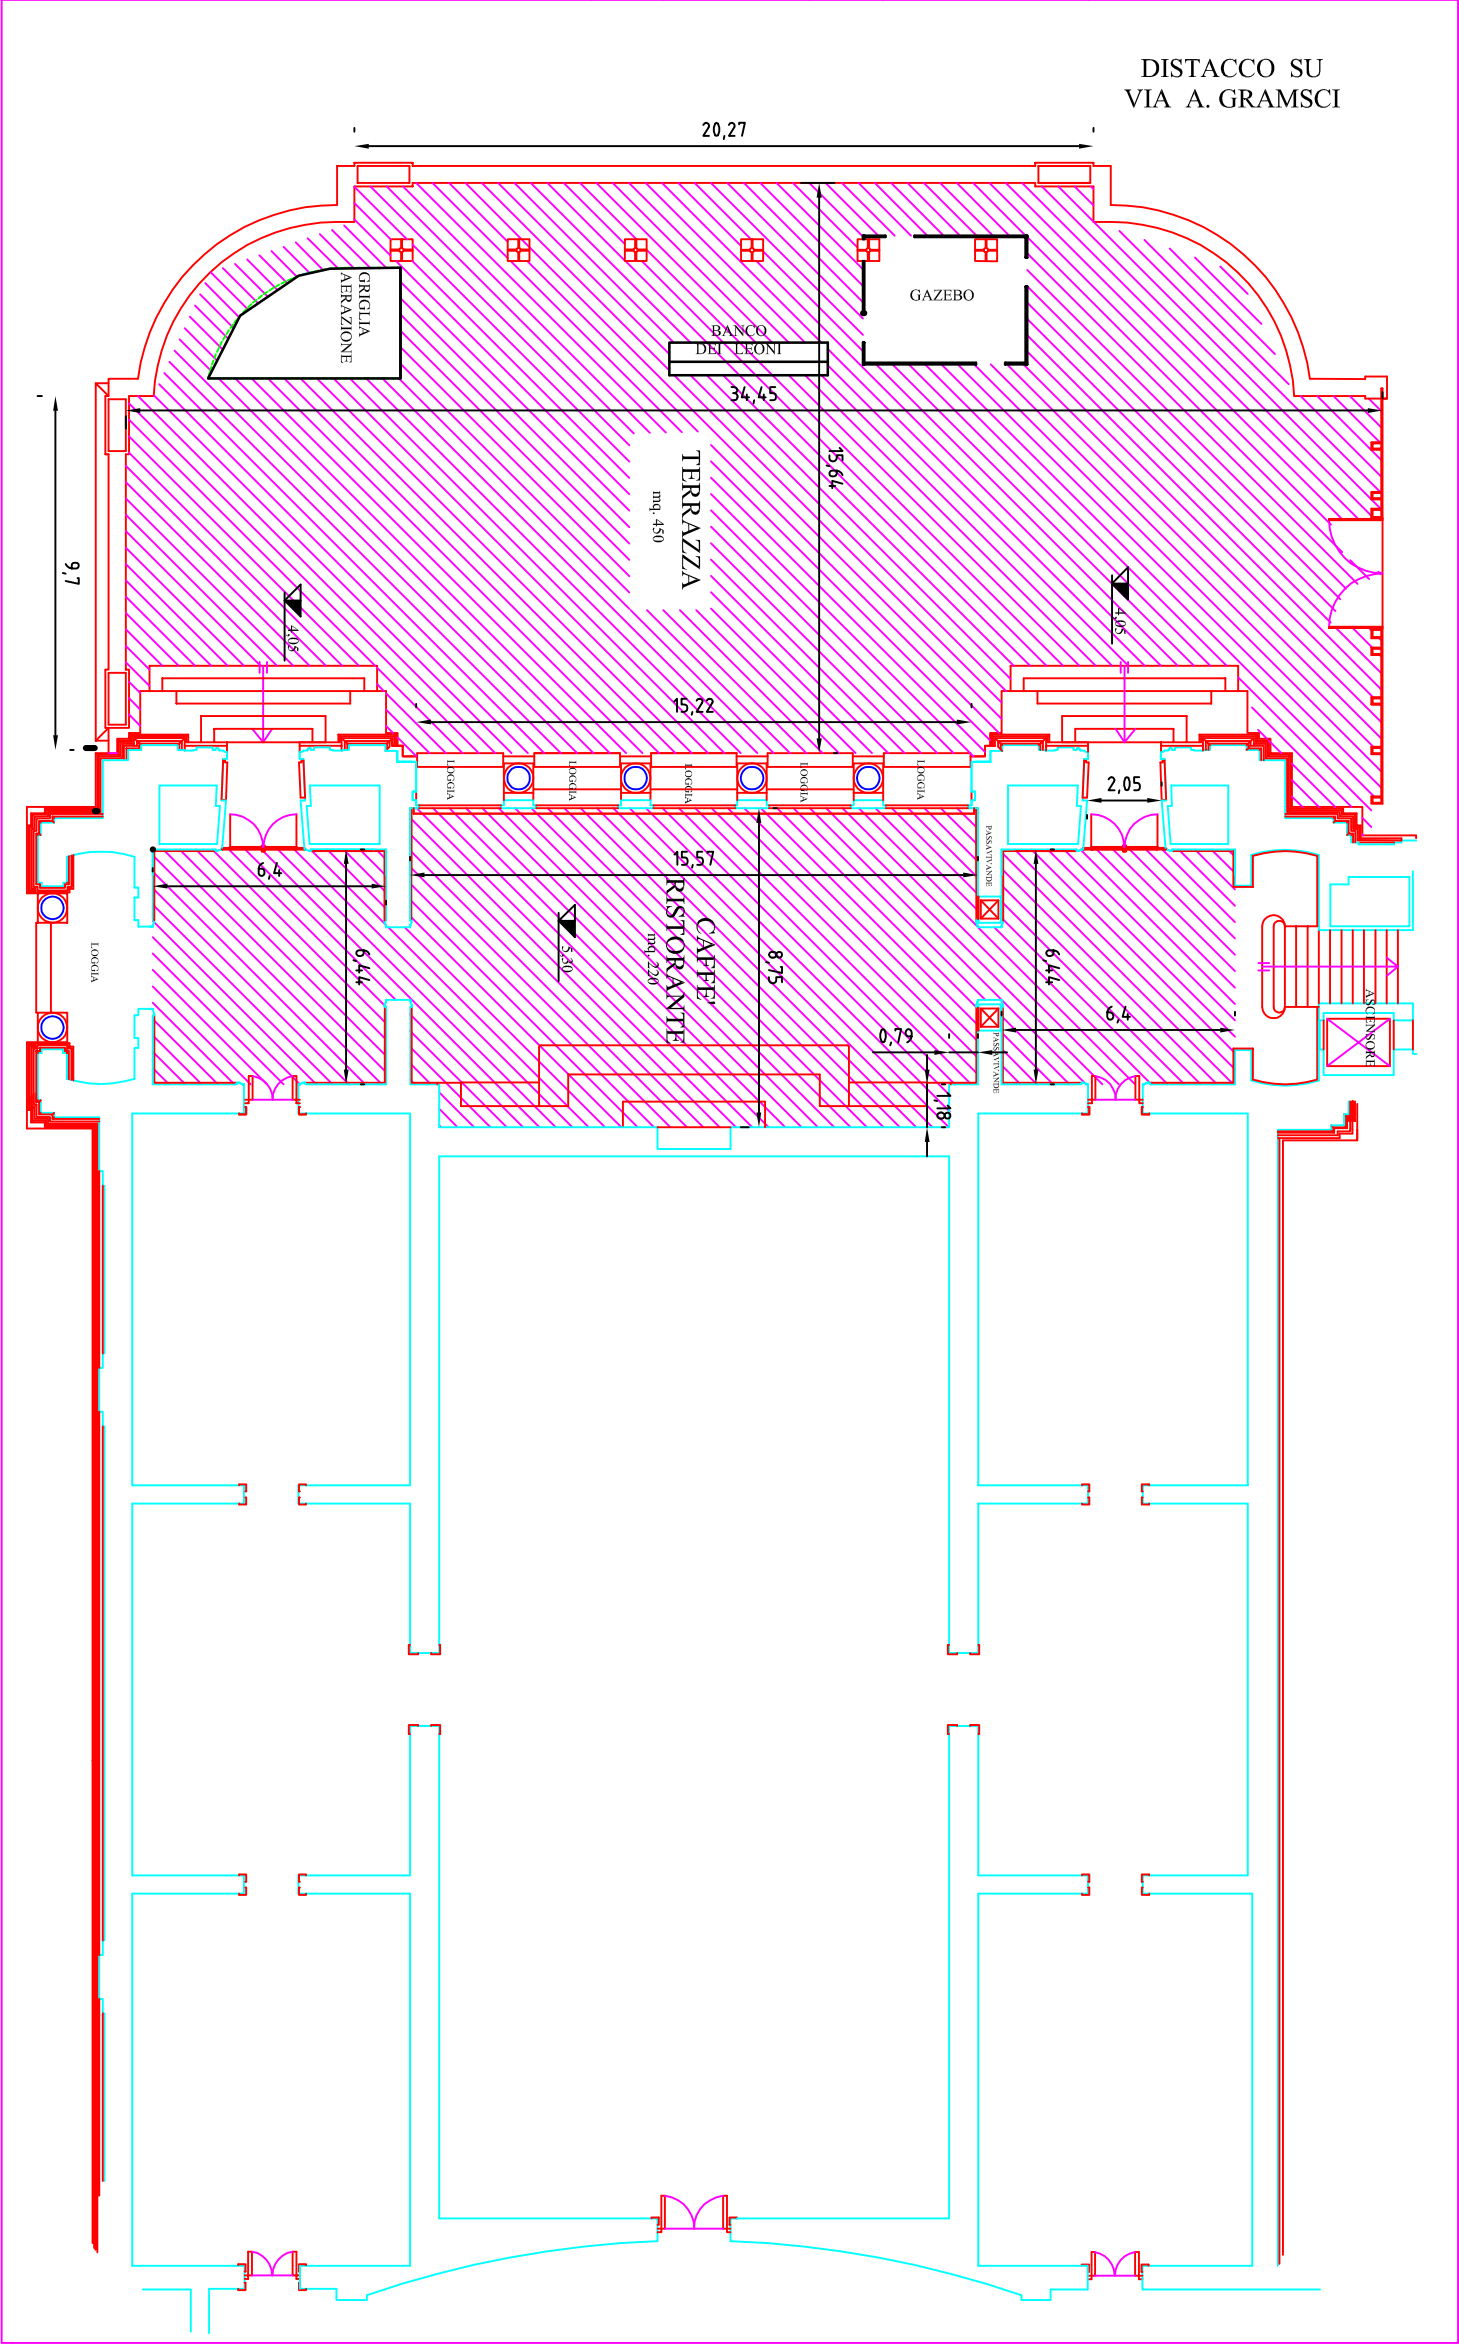 DISTACCO SU
VIA A. GRAMSCI
20,27
GRIGLIA
AERAZIONE
GAZEBO
BANCO
DEI LEONI
34,45
15,64
TERRAZZA
mq. 450
9,7
4,05
4,05
15,22
LOGGIA
LOGGIA
LOGGIA
LOGGIA
LOGGIA
2,05
PASSAVIVANDE
15,57
6,4
6,44
CAFFE'
RISTORANTE
mq. 220
5,30
8,75
6,44
6,4
LOGGIA
ASCENSORE
0,79
PASSAVIVANDE
1,18